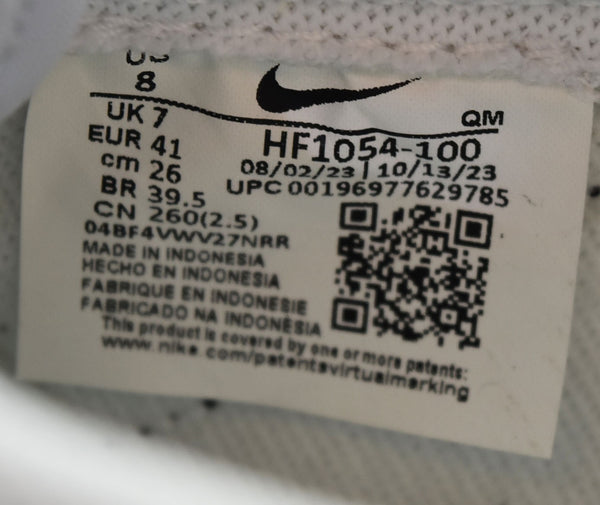 US
8
UK 7
EUR 41
cm 26
BR 39.5
CN 260(2.5)
QM
HF1054-100
08/02/23 | 10/13/23
UPC 00196977629785
04BF4VWV27NRR
MADE IN INDONESIA
HECHO EN INDONESIA
FABRIQUE EN INDONESIE
FABRICADO NA INDONÉSIA
This product is covered by one or more patents:
www.nike.com/patentsvirtualmarking